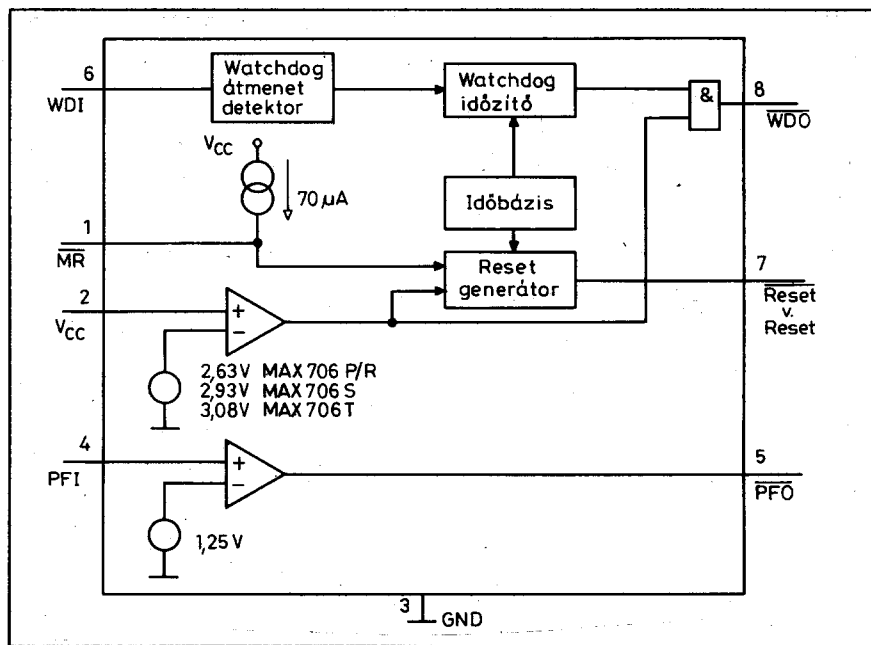 6
WDI
Watchdog
átmenet
detektor
Watchdog
időzítő
&
8
WDO
VCC
70 µA
Időbázis
1
MR
Reset
generátor
7
Reset
v.
Reset
2
VCC
+
−
2,63V MAX 706 P/R
2,93V MAX 706 S
3,08V MAX 706 T
4
PFI
+
−
5
PFO
1,25 V
3
GND